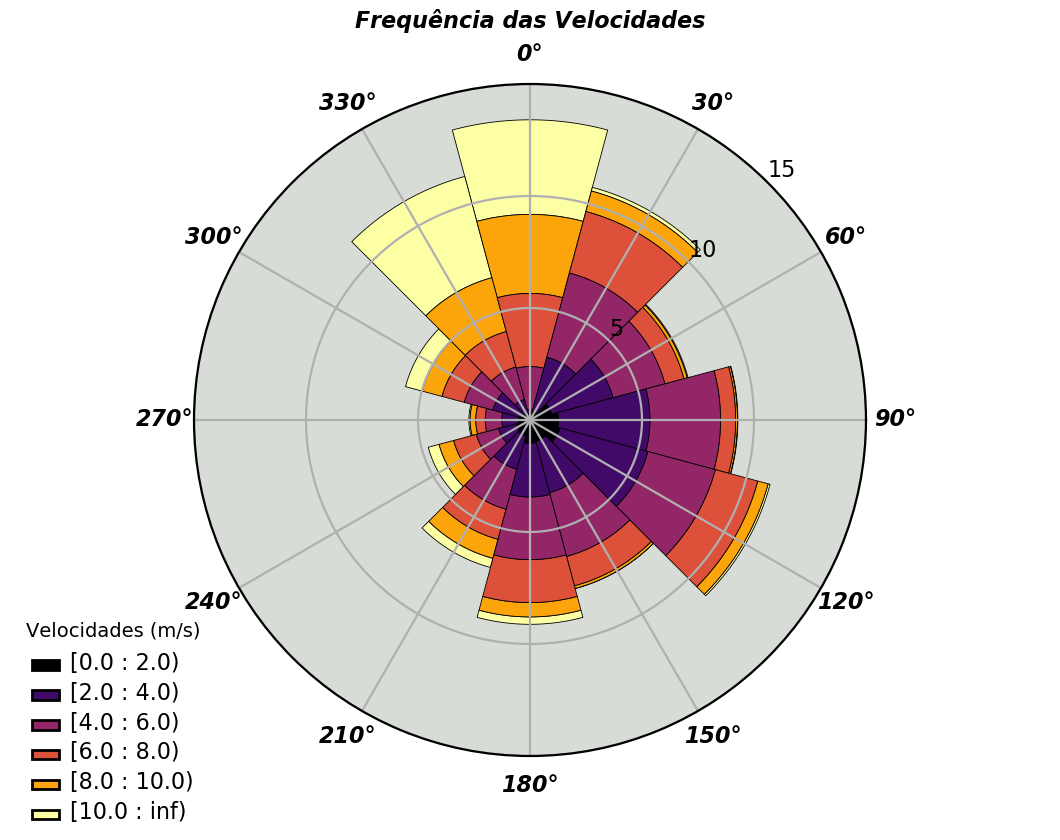 Frequência das Velocidades
0°
330°
30°
15
300°
60°
10
5
270°
90°
240°
120°
210°
150°
180°
Velocidades (m/s)
[0.0 : 2.0)
[2.0 : 4.0)
[4.0 : 6.0)
[6.0 : 8.0)
[8.0 : 10.0)
[10.0 : inf)